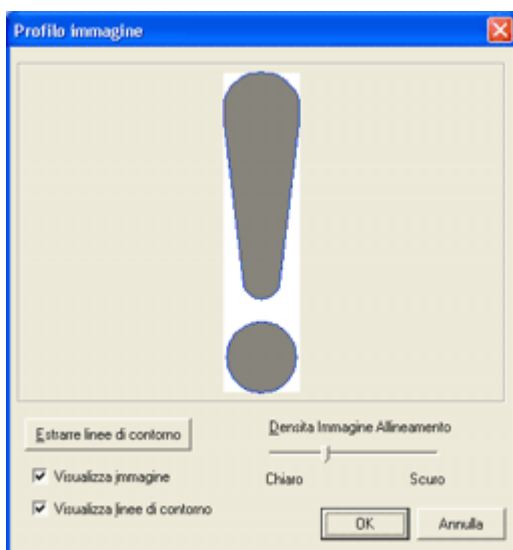 Profilo immagine
Estrarre linee di contorno
Densita Immagine Allineamento
Visualizza immagine
Chiaro
Scuro
Visualizza linee di contorno
OK
Annulla